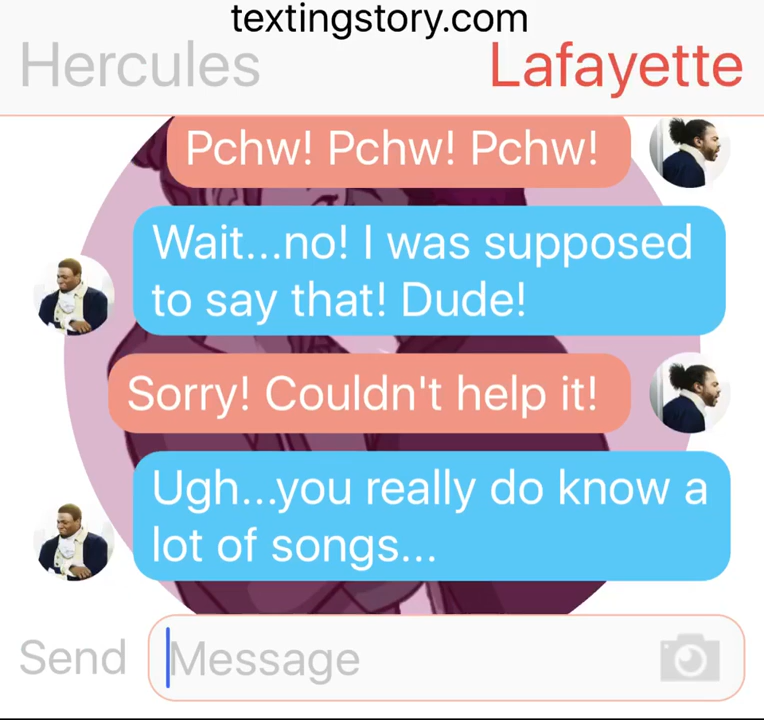 textingstory.com
Hercules
Lafayette
Pchw! Pchw! Pchw!
Wait...no! I was supposed
to say that! Dude!
Sorry! Couldn't help it!
Ugh...you really do know a
lot of songs...
Send
Message